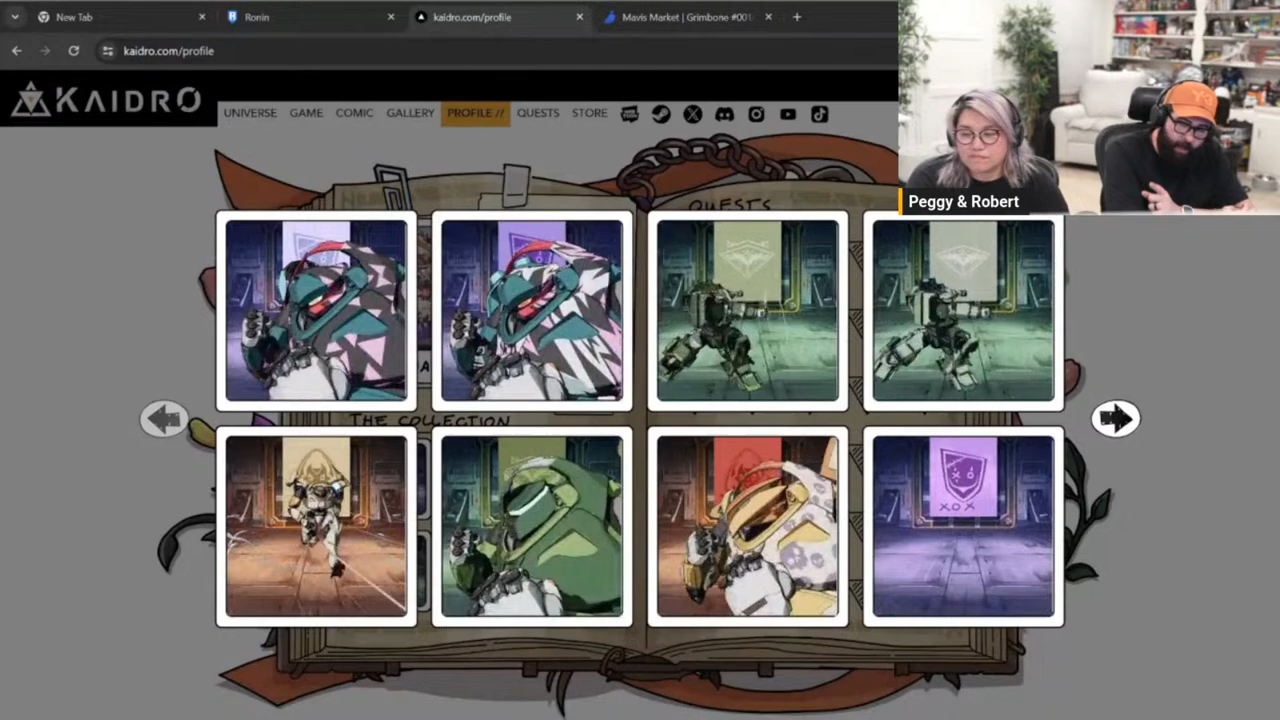 New Tab
Ronin
kaidro.com/profile
Mavis Market | Grimbone #001
kaidro.com/profile
KAIDRO
UNIVERSE
GAME
COMIC
GALLERY
PROFILE //
QUESTS
STORE
Peggy & Robert
QUESTS
THE COLLECTION
XOX